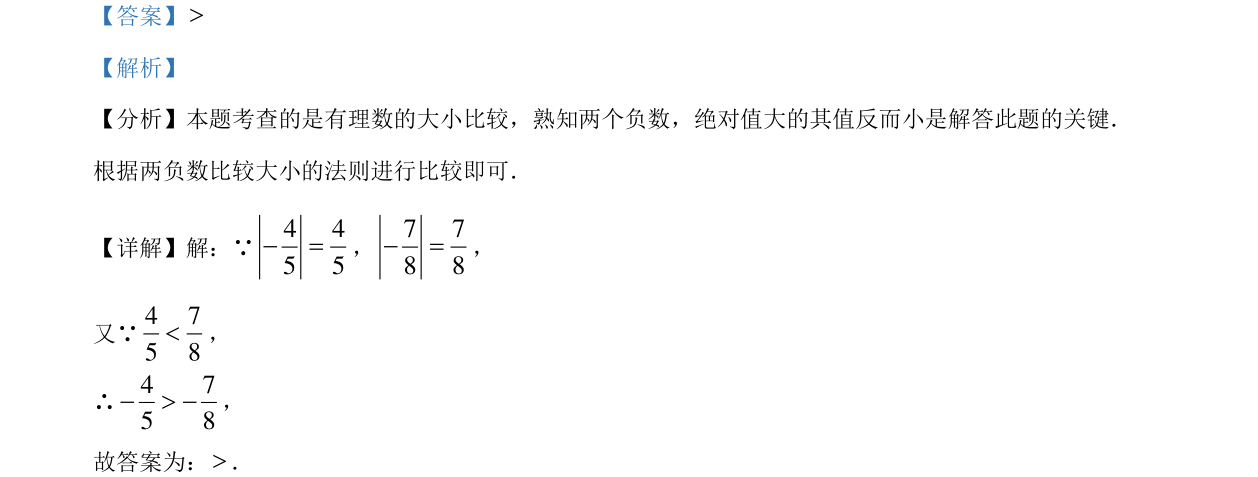 【答案】>
【解析】
【分析】本题考查的是有理数的大小比较，熟知两个负数，绝对值大的其值反而小是解答此题的关键．
根据两负数比较大小的法则进行比较即可．
【详解】解：∵|−4/5|=4/5，|−7/8|=7/8，
又∵4/5<7/8，
∴−4/5>−7/8，
故答案为：>．